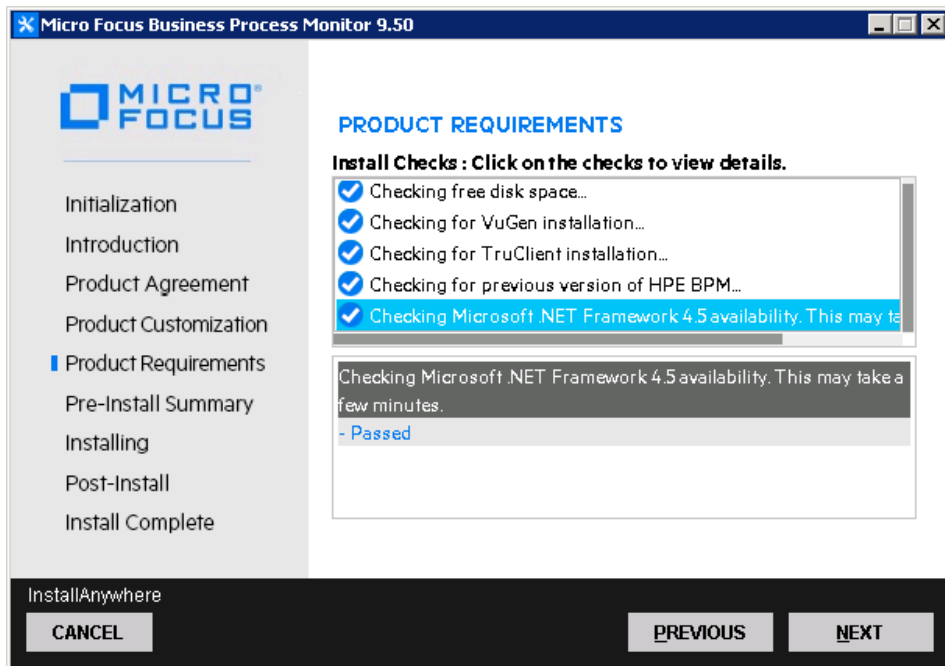 Micro Focus Business Process Monitor 9.50
MICRO
FOCUS
Initialization
Introduction
Product Agreement
Product Customization
Product Requirements
Pre-Install Summary
Installing
Post-Install
Install Complete
PRODUCT REQUIREMENTS
Install Checks : Click on the checks to view details.
Checking free disk space...
Checking for VuGen installation...
Checking for TruClient installation...
Checking for previous version of HPE BPM...
Checking Microsoft .NET Framework 4.5 availability. This may
Checking Microsoft .NET Framework 4.5 availability. This may take a
few minutes.
- Passed
InstallAnywhere
CANCEL
PREVIOUS
NEXT